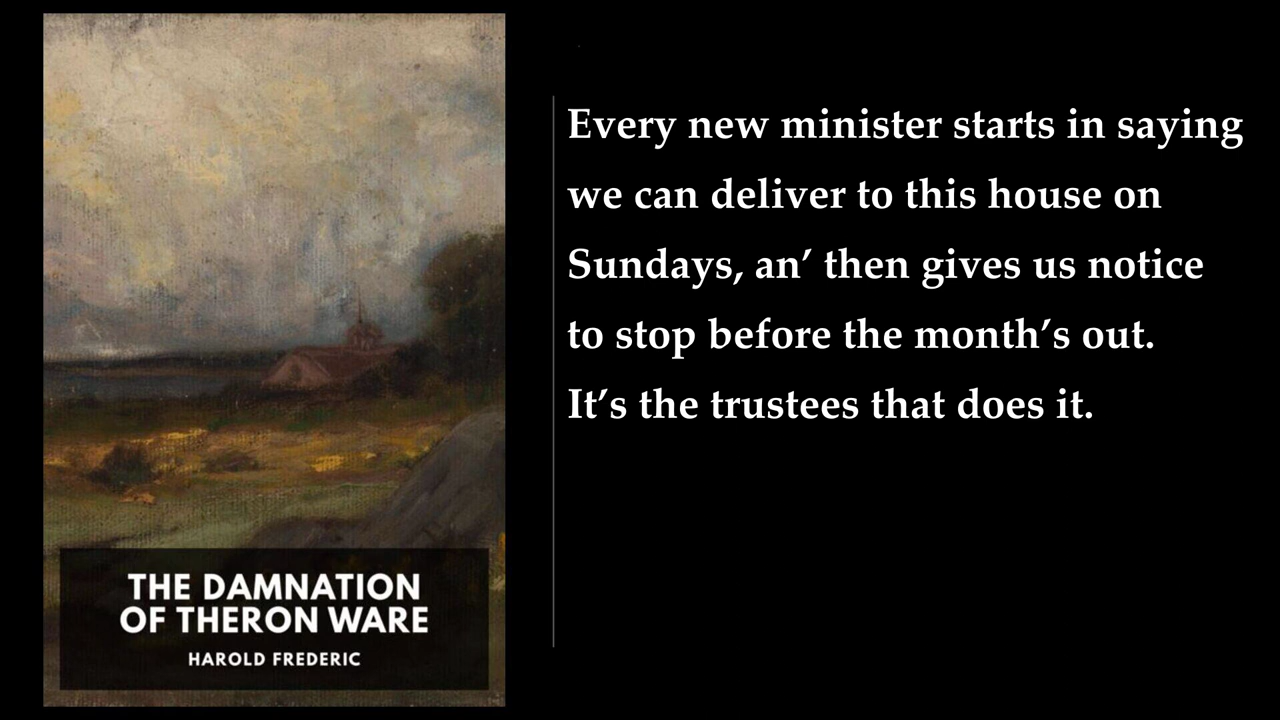 Every new minister starts in saying
we can deliver to this house on
Sundays, an’ then gives us notice
to stop before the month’s out.
It’s the trustees that does it.
THE DAMNATION
OF THERON WARE
HAROLD FREDERIC